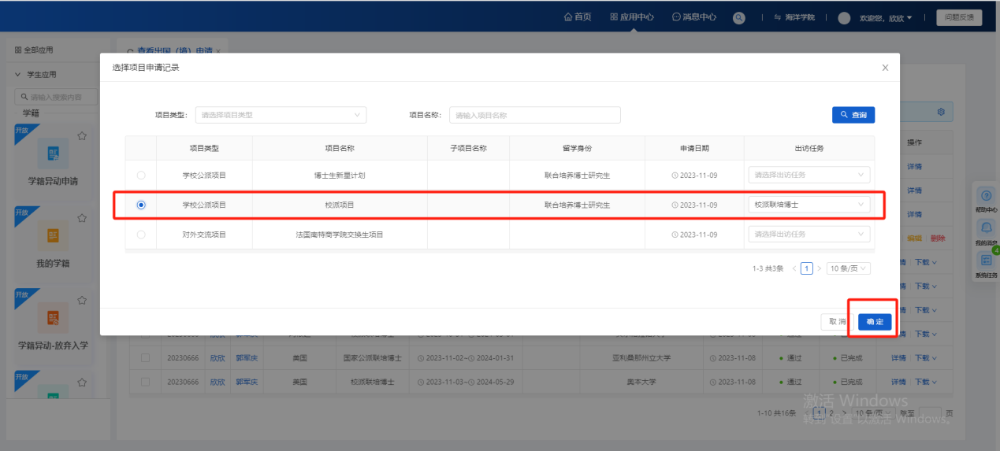 首页 应用中心 消息中心 海洋学院 欢迎您, 欣欣 问题反馈
全部应用 查看出国（境）申请 ×
学生应用
请输入搜索内容
学籍
开放
学籍异动申请
开放
我的学籍
开放
学籍异动-放弃入学
开放
选择项目申请记录
项目类型: 请选择项目类型 项目名称: 请输入项目名称 查询
项目类型 项目名称 子项目名称 留学身份 申请日期 出访任务
学校公派项目 博士生新星计划 联合培养博士研究生 2023-11-09 请选择出访任务
学校公派项目 校派项目 联合培养博士研究生 2023-11-09 校派联培博士
对外交流项目 法国南特商学院交换生项目 2023-11-09 请选择出访任务
1-3 共3条 < 1 > 10 条/页
取 消 确 定
操作
详情
详情
详情
编辑 删除
情 下载
情 下载
情 下载
情 下载
20230666 欣欣 郭军庆 美国 国家公派联培博士 2023-11-02~ 2024-01-31 亚利桑那州立大学 2023-11-08 通过 已完成 详情 下载
20230666 欣欣 郭军庆 美国 校派联培博士 2023-11-03~ 2024-05-29 奥本大学 2023-11-08 通过 已完成 详情 下载
1-10 共16条 < 1 2 > 10 条/页 跳至 页
帮助中心
我的消息
4
系统任务
激活 Windows
转到"设置"以激活 Windows。